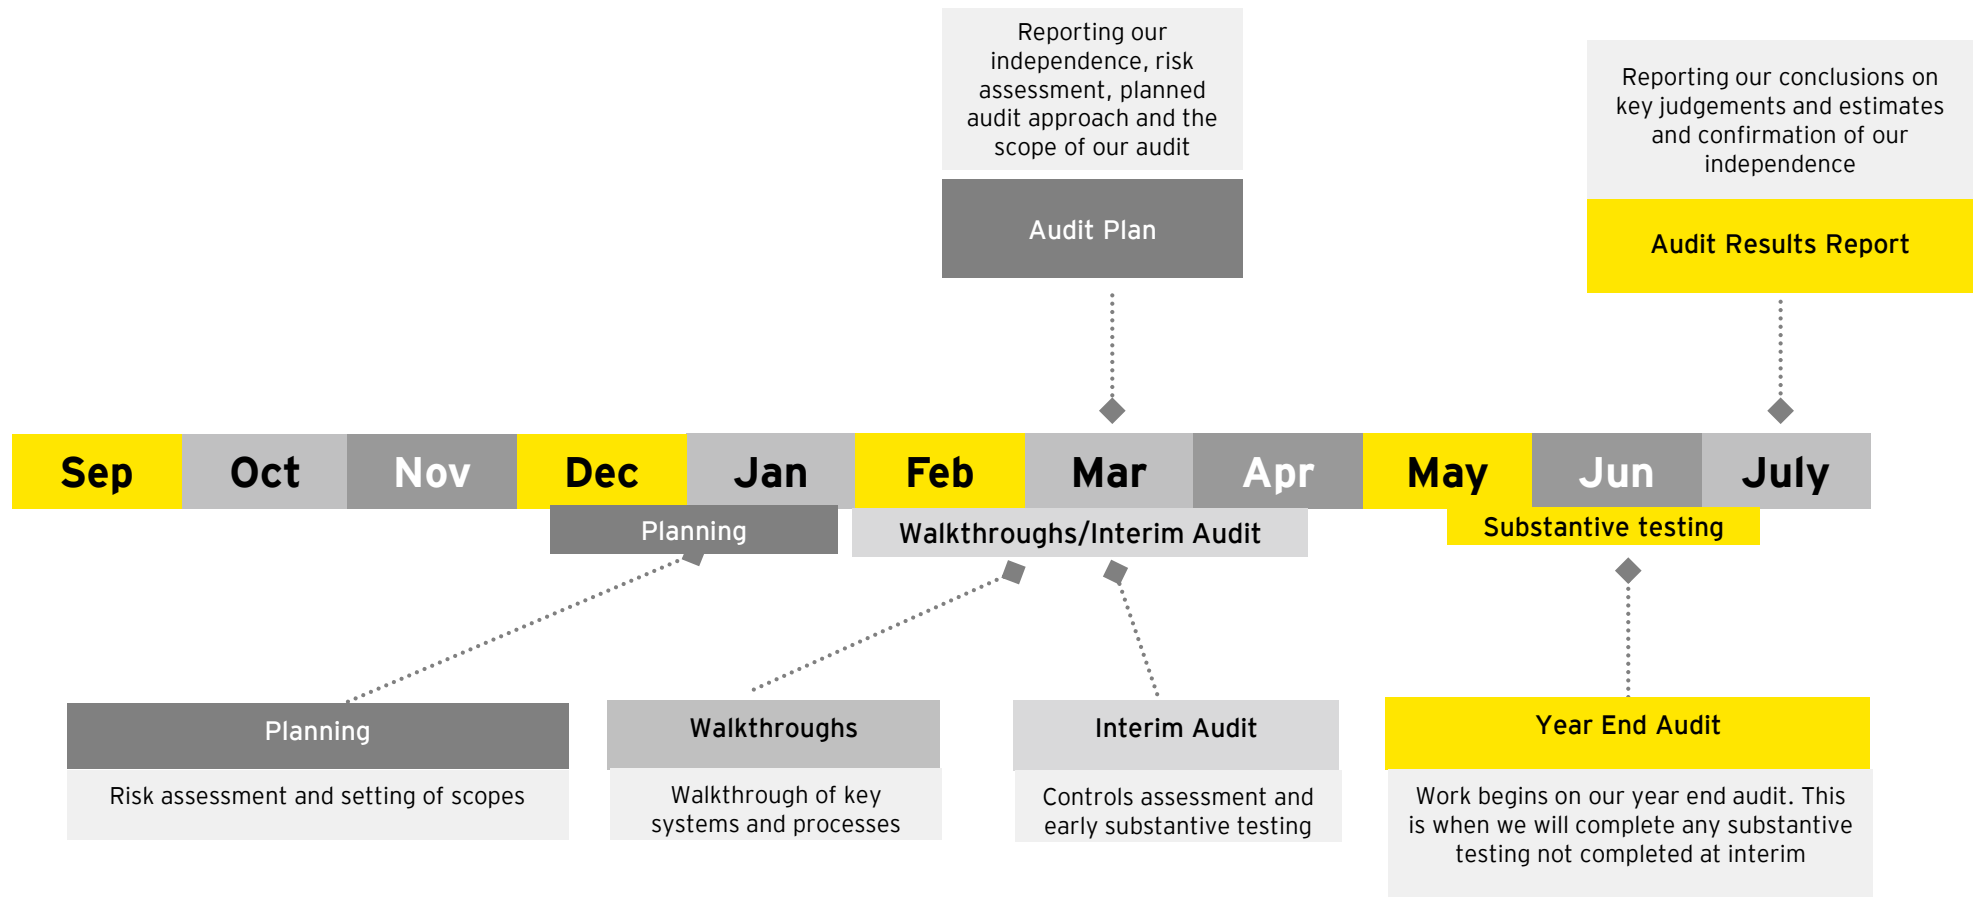 Reporting our
independence, risk
assessment, planned
audit approach and the
scope of our audit
Audit Plan
Reporting our conclusions on
key judgements and estimates
and confirmation of our
independence
Audit Results Report
Sep Oct Nov Dec Jan Feb Mar Apr May Jun July
Planning
Walkthroughs/Interim Audit
Substantive testing
Planning
Risk assessment and setting of scopes
Walkthroughs
Walkthrough of key
systems and processes
Interim Audit
Controls assessment and
early substantive testing
Year End Audit
Work begins on our year end audit. This
is when we will complete any substantive
testing not completed at interim